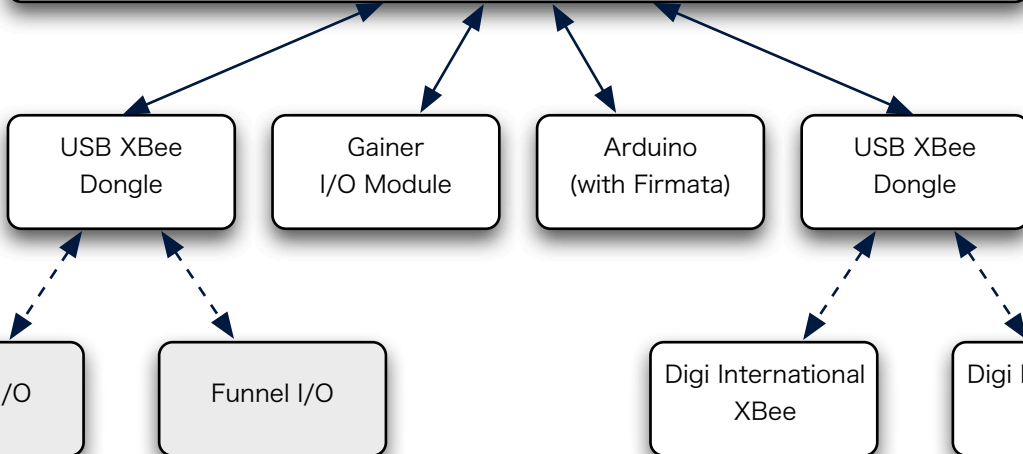 USB XBee
Dongle
Gainer
I/O Module
Arduino
(with Firmata)
USB XBee
Dongle
/O
Funnel I/O
Digi International
XBee
Digi